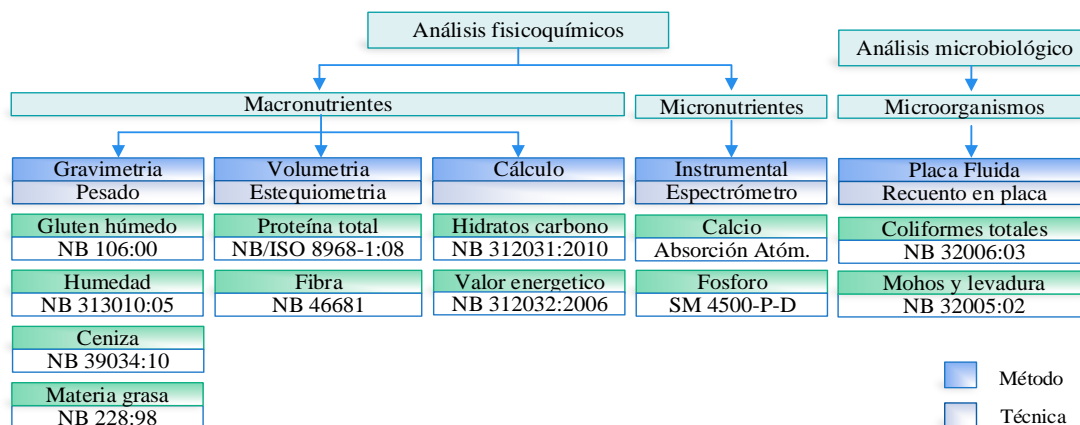 Análisis fisicoquímicos
Análisis microbiológico
Macronutrientes
Micronutrientes
Microorganismos
Gravimetria
Pesado
Gluten húmedo
NB 106:00
Humedad
NB 313010:05
Ceniza
NB 39034:10
Materia grasa
NB 228:98
Volumetria
Estequiometria
Proteína total
NB/ISO 8968-1:08
Fibra
NB 46681
Cálculo
Hidratos carbono
NB 312031:2010
Valor energetico
NB 312032:2006
Instrumental
Espectrómetro
Calcio
Absorción Atóm.
Fosforo
SM 4500-P-D
Placa Fluida
Recuento en placa
Coliformes totales
NB 32006:03
Mohos y levadura
NB 32005:02
Método
Técnica